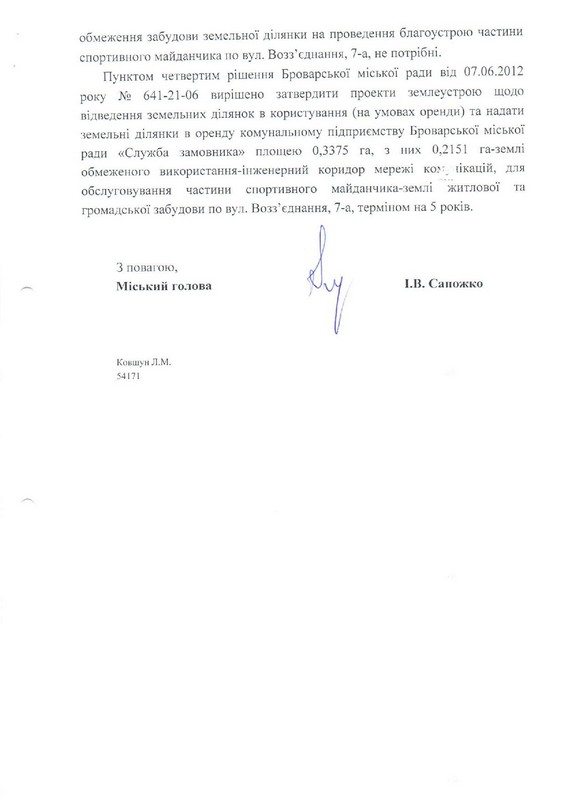 обмеження забудови земельної ділянки на проведення благоустрою частини
спортивного майданчика по вул. Возз’єднання, 7-а, не потрібні.
Пунктом четвертим рішення Броварської міської ради від 07.06.2012
року № 641-21-06 вирішено затвердити проекти землеустрою щодо
відведення земельних ділянок в користування (на умовах оренди) та надати
земельні ділянки в оренду комунальному підприємству Броварської міської
ради «Служба замовника» площею 0,3375 га, з них 0,2151 га-землі
обмеженого використання-інженерний коридор мережі для
обслуговування частини спортивного майданчика-землі житлової та
громадської забудови по вул. Возз’єднання, 7-а, терміном на 5 років.
З повагою,
Міський голова
І.В. Сапожко
Ковшун Л.М.
54171